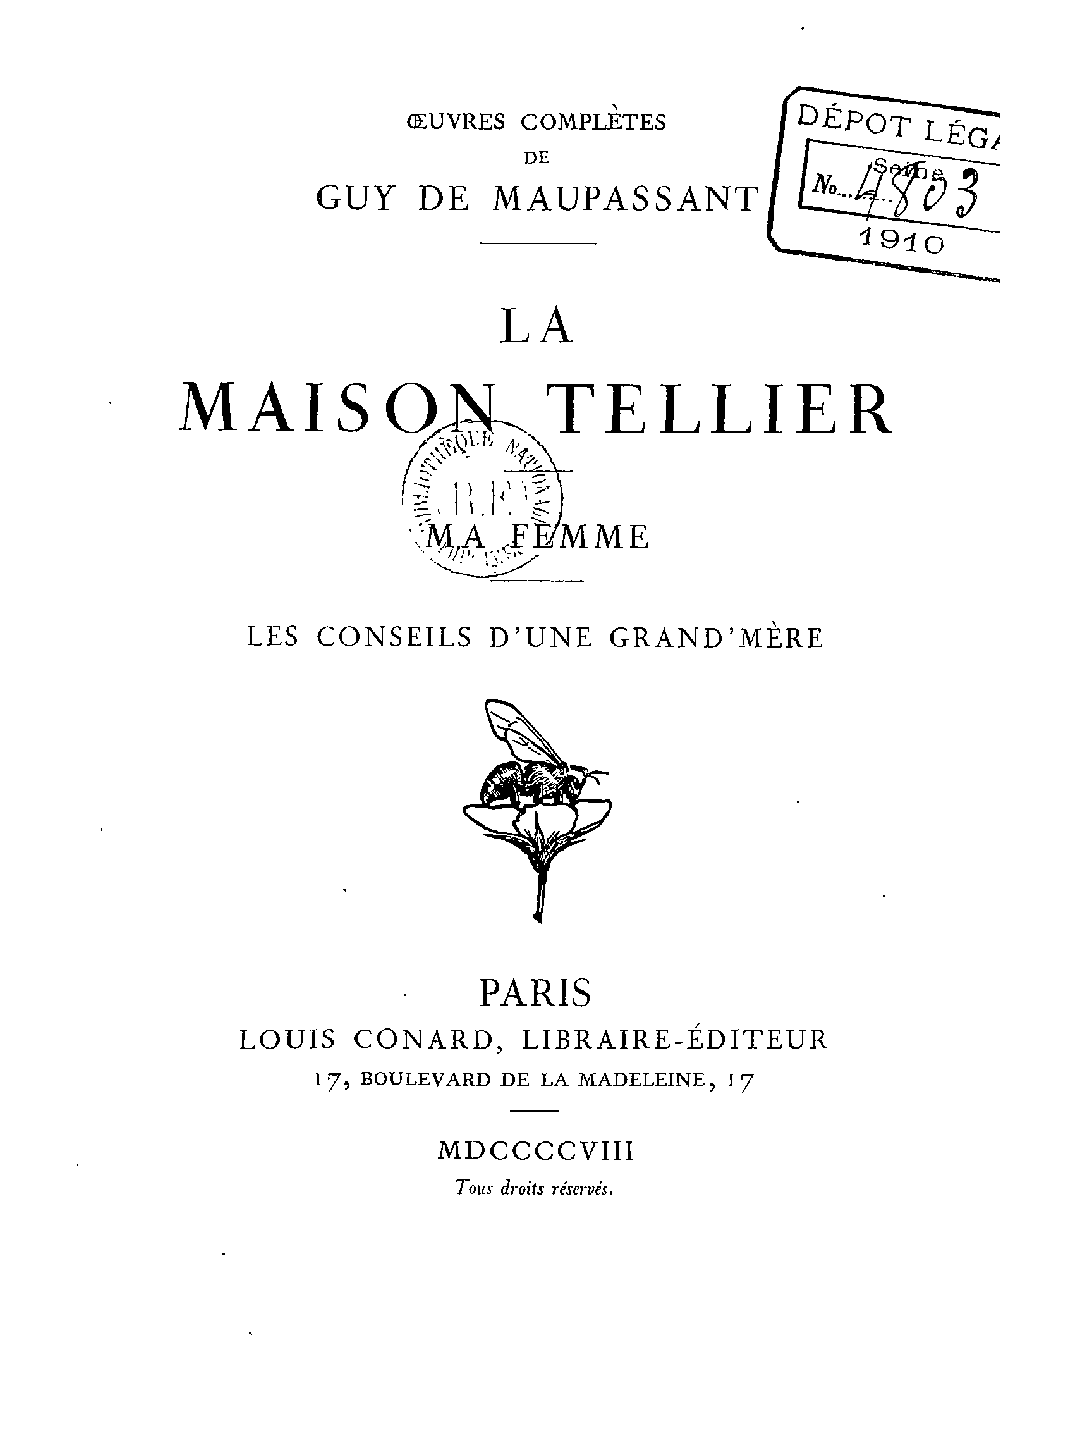 ŒUVRES COMPLÈTES
DE
GUY DE MAUPASSANT
DÉPOT LÉGA
Seine
No 4803
1910
LA
MAISON TELLIER
BIBLIOTHÈQUE NATIONALE
R.F.
MA FEMME
LES CONSEILS D'UNE GRAND'MÈRE
PARIS
LOUIS CONARD, LIBRAIRE-ÉDITEUR
17, BOULEVARD DE LA MADELEINE, 17
MDCCCCVIII
Tous droits réservés.